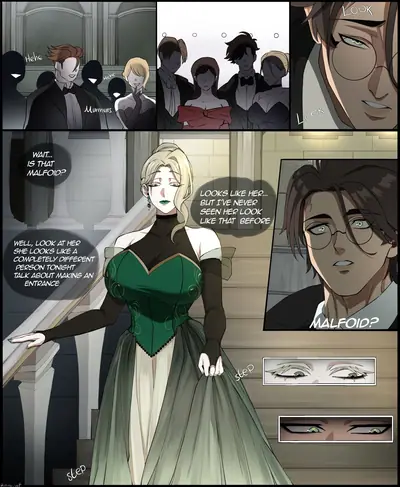 Hehe
Murmurs
LOOK
WAIT...
IS THAT
MALFOID?
LOOKS LIKE HER...
BUT I'VE NEVER
SEEN HER LOOK
LIKE THAT BEFORE
WELL, LOOK AT HER
SHE LOOKS LIKE A
COMPLETELY DIFFERENT
PERSON TONIGHT
TALK ABOUT MAKING AN
ENTRANCE
MALFOID?
STEP
STEP